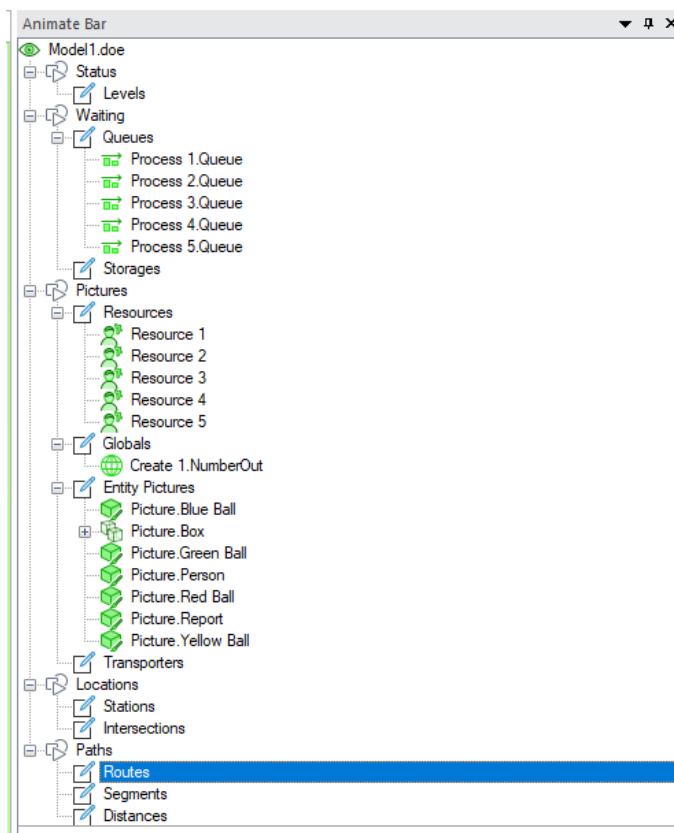 Animate Bar
Model1.doe
Status
Levels
Waiting
Queues
Process 1.Queue
Process 2.Queue
Process 3.Queue
Process 4.Queue
Process 5.Queue
Storages
Pictures
Resources
Resource 1
Resource 2
Resource 3
Resource 4
Resource 5
Globals
Create 1.NumberOut
Entity Pictures
Picture.Blue Ball
Picture.Box
Picture.Green Ball
Picture.Person
Picture.Red Ball
Picture.Report
Picture.Yellow Ball
Transporters
Locations
Stations
Intersections
Paths
Routes
Segments
Distances